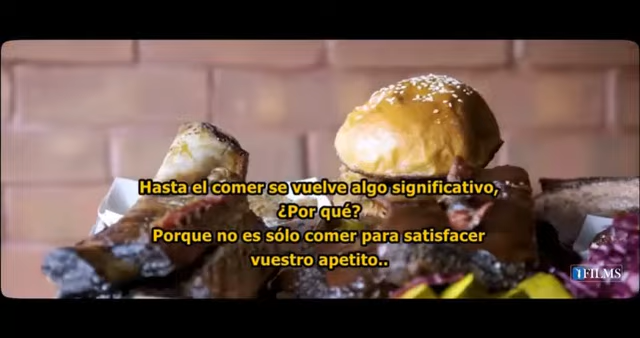 Hasta el comer se vuelve algo significativo,
¿Por qué?
Porque no es sólo comer para satisfacer
vuestro apetito..
1FILMS